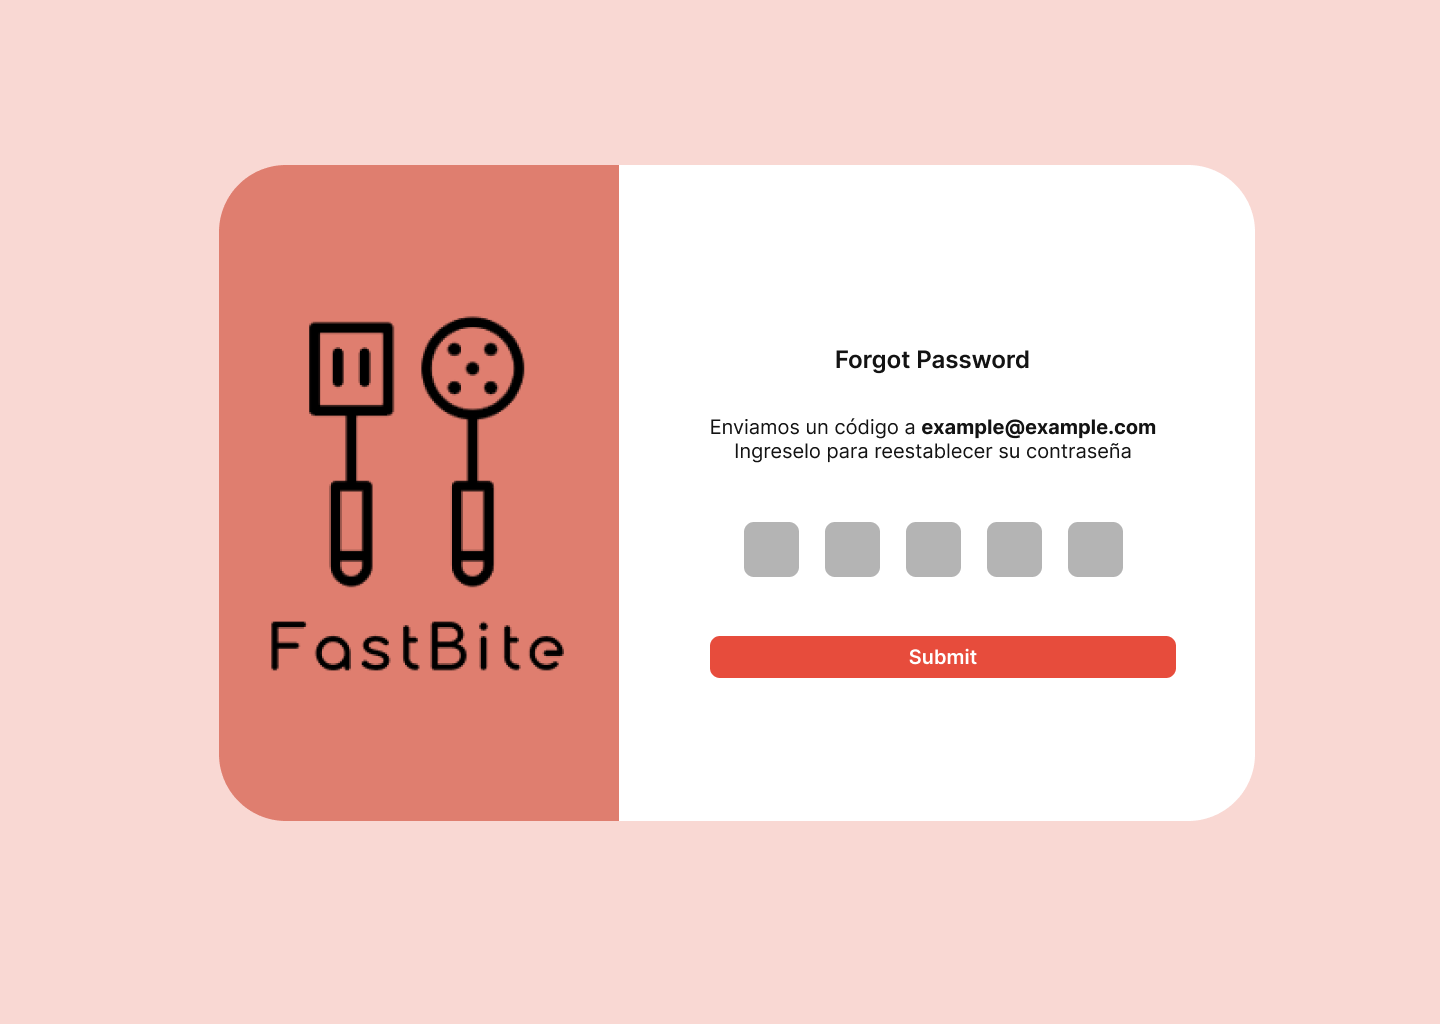 FastBite
Forgot Password
Enviamos un código a example@example.com
Ingreselo para reestablecer su contraseña
Submit